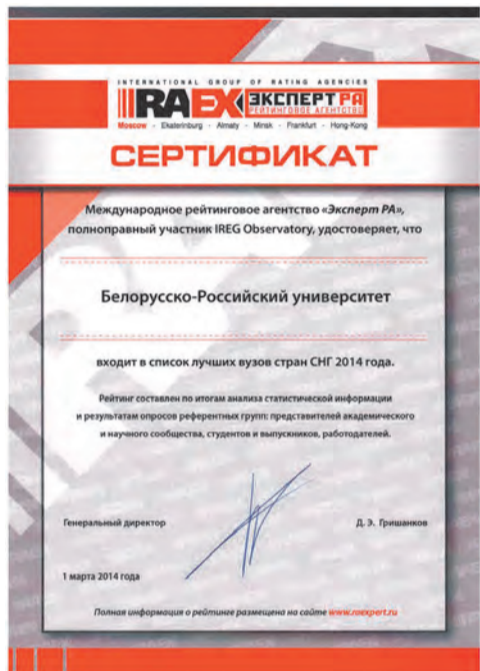 INTERNATIONAL GROUP OF RATING AGENCIES
RAEX ЭКСПЕРТ РА
РЕЙТИНГОВОЕ АГЕНТСТВО
Moscow - Ekaterinburg - Almaty - Minsk - Frankfurt - Hong-Kong
СЕРТИФИКАТ
Международное рейтинговое агентство «Эксперт РА»,
полноправный участник IREG Observatory, удостоверяет, что
Белорусско-Российский университет
входит в список лучших вузов стран СНГ 2014 года.
Рейтинг составлен по итогам анализа статистической информации
и результатам опросов референтных групп: представителей академического
и научного сообщества, студентов и выпускников, работодателей.
Генеральный директор
Д. Э. Гришанков
1 марта 2014 года
Полная информация о рейтинге размещена на сайте www.raexpert.ru